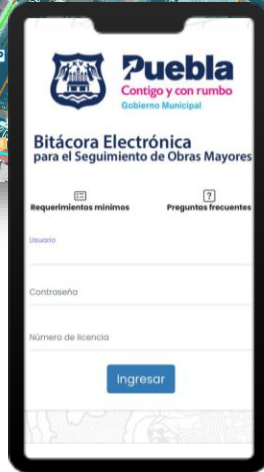 Puebla
Contigo y con rumbo
Gobierno Municipal
Bitácora Electrónica
para el Seguimiento de Obras Mayores
Requerimientos mínimos
?
Preguntas frecuentes
Usuario
Contraseña
Número de licencia
Ingresar